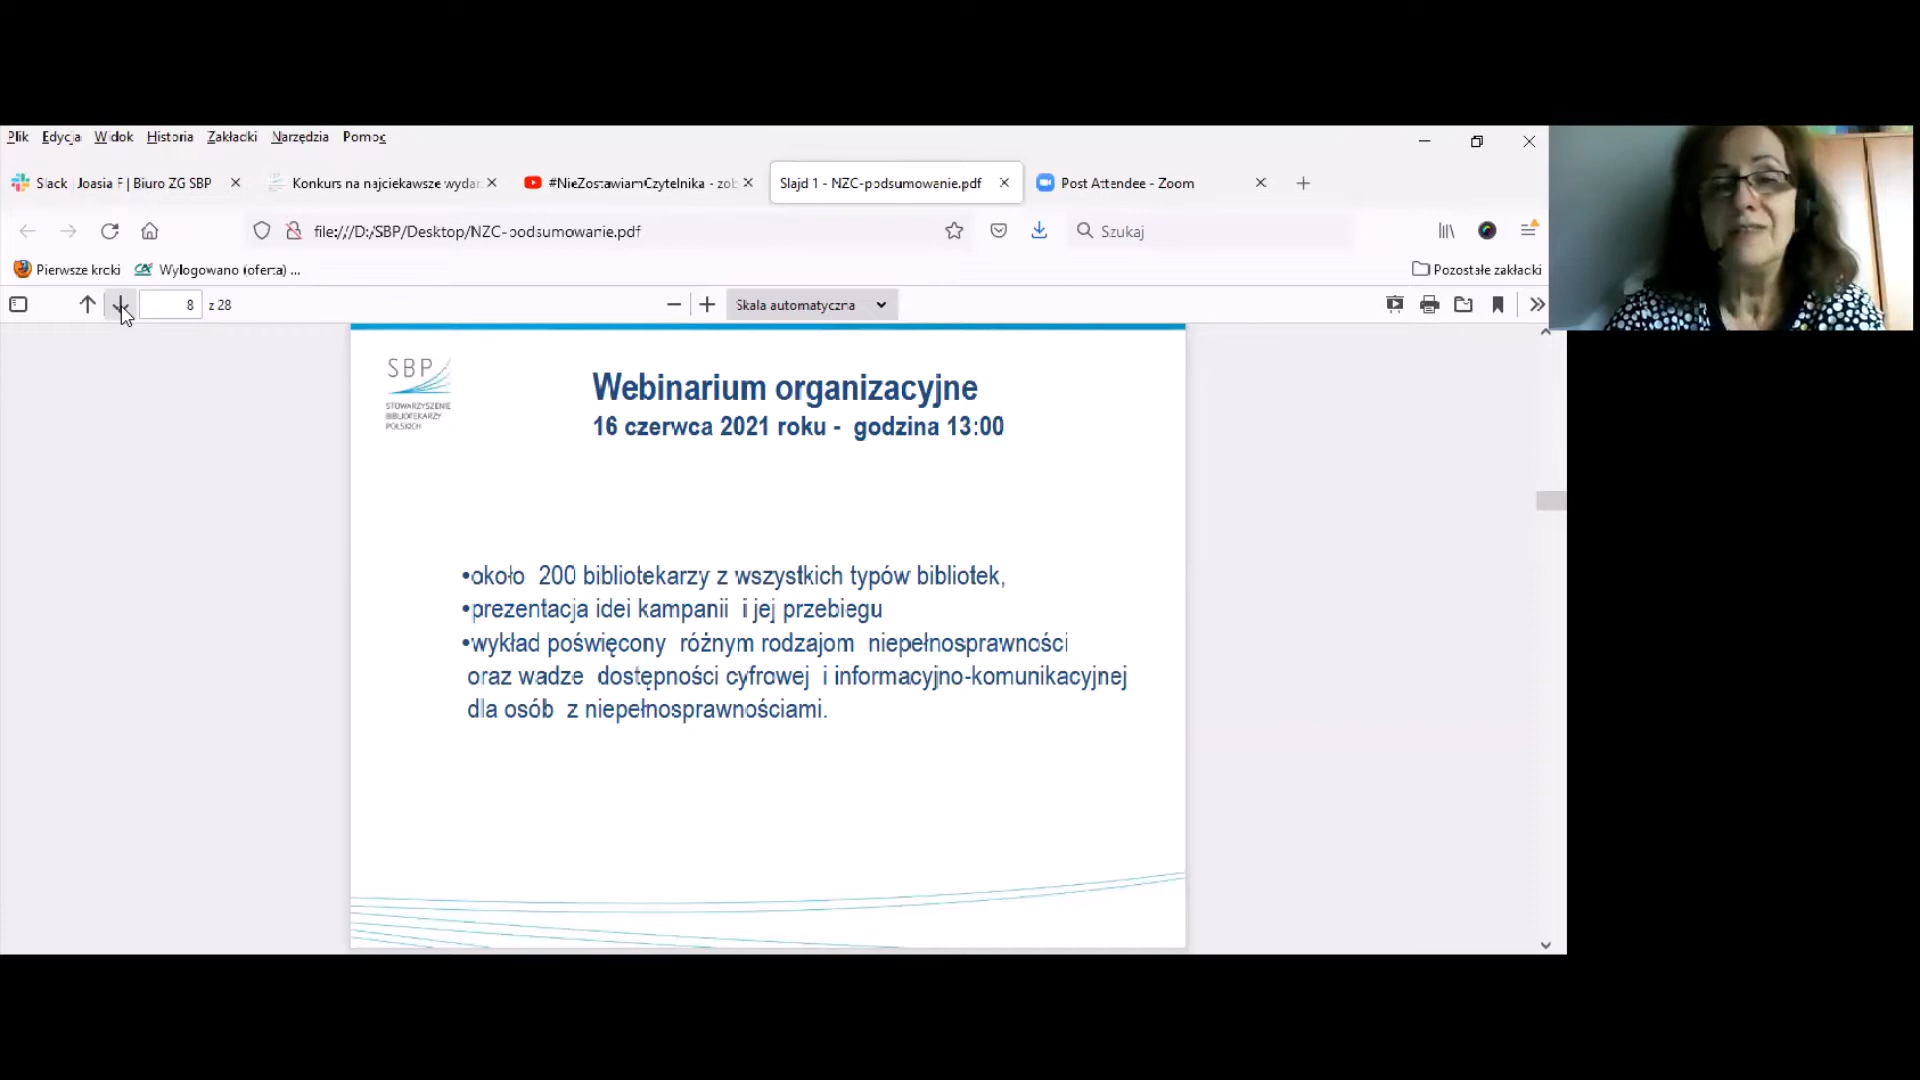 Plik Edycja Widok Historia Zakładki Narzędzia Pomoc
Slack | Joasia F | Biuro ZG SBP
Konkurs na najciekawsze wydar
#NieZostawiamCzytelnika - zob
Slajd 1 - NZC-podsumowanie.pdf
Post Attendee - Zoom
file:///D:/SBP/Desktop/NZC-podsumowanie.pdf
Szukaj
Pierwsze kroki
Wylogowano (oferta) ...
Pozostałe zakładki
8 z 28
Skala automatyczna
SBP
STOWARZYSZENIE
BIBLIOTEKARZY
POLSKICH
Webinarium organizacyjne
16 czerwca 2021 roku - godzina 13:00
•około 200 bibliotekarzy z wszystkich typów bibliotek,
•prezentacja idei kampanii i jej przebiegu
•wykład poświęcony różnym rodzajom niepełnosprawności
oraz wadze dostępności cyfrowej i informacyjno-komunikacyjnej
dla osób z niepełnosprawnościami.